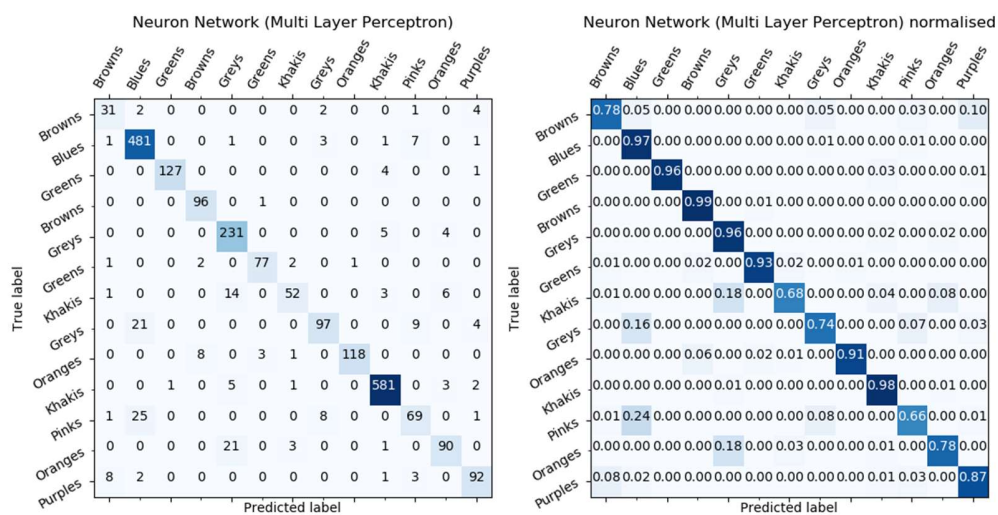 Neuron Network (Multi Layer Perceptron)
Browns Blues Greens Browns Greys Greens Khakis Greys Oranges Khakis Pinks Oranges Purples
True label
Browns 31 2 0 0 0 0 0 2 0 0 1 0 4
Blues 1 481 0 0 1 0 0 3 0 1 7 0 1
Greens 0 0 127 0 0 0 0 0 0 4 0 0 1
Browns 0 0 0 96 0 1 0 0 0 0 0 0 0
Greys 0 0 0 0 231 0 0 0 0 5 0 4 0
Greens 1 0 0 2 0 77 2 0 1 0 0 0 0
Khakis 1 0 0 0 14 0 52 0 0 3 0 6 0
Greys 0 21 0 0 0 0 0 97 0 0 9 0 4
Oranges 0 0 0 8 0 3 1 0 118 0 0 0 0
Khakis 0 0 1 0 5 0 1 0 0 581 0 3 2
Pinks 1 25 0 0 0 0 0 8 0 0 69 0 1
Oranges 0 0 0 0 21 0 3 0 0 1 0 90 0
Purples 8 2 0 0 0 0 0 0 0 1 3 0 92
Predicted label
Neuron Network (Multi Layer Perceptron) normalised
Browns Blues Greens Browns Greys Greens Khakis Greys Oranges Khakis Pinks Oranges Purples
True label
Browns 0.78 0.05 0.00 0.00 0.00 0.00 0.00 0.05 0.00 0.00 0.03 0.00 0.10
Blues 0.00 0.97 0.00 0.00 0.00 0.00 0.00 0.01 0.00 0.00 0.01 0.00 0.00
Greens 0.00 0.00 0.96 0.00 0.00 0.00 0.00 0.00 0.00 0.03 0.00 0.00 0.01
Browns 0.00 0.00 0.00 0.99 0.00 0.01 0.00 0.00 0.00 0.00 0.00 0.00 0.00
Greys 0.00 0.00 0.00 0.00 0.96 0.00 0.00 0.00 0.00 0.02 0.00 0.02 0.00
Greens 0.01 0.00 0.00 0.02 0.00 0.93 0.02 0.00 0.01 0.00 0.00 0.00 0.00
Khakis 0.01 0.00 0.00 0.00 0.18 0.00 0.68 0.00 0.00 0.04 0.00 0.08 0.00
Greys 0.00 0.16 0.00 0.00 0.00 0.00 0.00 0.74 0.00 0.00 0.07 0.00 0.03
Oranges 0.00 0.00 0.00 0.06 0.00 0.02 0.01 0.00 0.91 0.00 0.00 0.00 0.00
Khakis 0.00 0.00 0.00 0.00 0.01 0.00 0.00 0.00 0.00 0.98 0.00 0.01 0.00
Pinks 0.01 0.24 0.00 0.00 0.00 0.00 0.00 0.08 0.00 0.00 0.66 0.00 0.01
Oranges 0.00 0.00 0.00 0.00 0.18 0.00 0.03 0.00 0.00 0.01 0.00 0.78 0.00
Purples 0.08 0.02 0.00 0.00 0.00 0.00 0.00 0.00 0.00 0.01 0.03 0.00 0.87
Predicted label